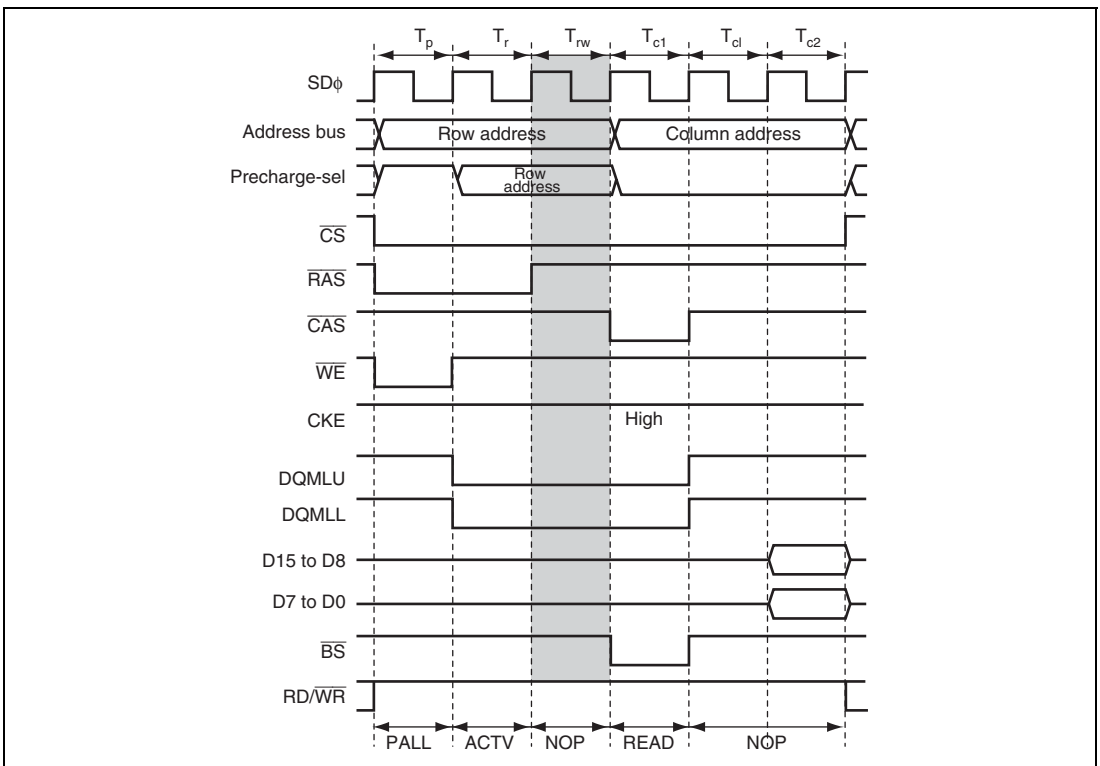 Tp Tr Trw Tc1 Tcl Tc2
SDϕ
Address bus Row address Column address
Precharge-sel Row address
CS
RAS
CAS
WE
CKE High
DQMLU
DQMLL
D15 to D8
D7 to D0
BS
RD/WR
PALL ACTV NOP READ NOP